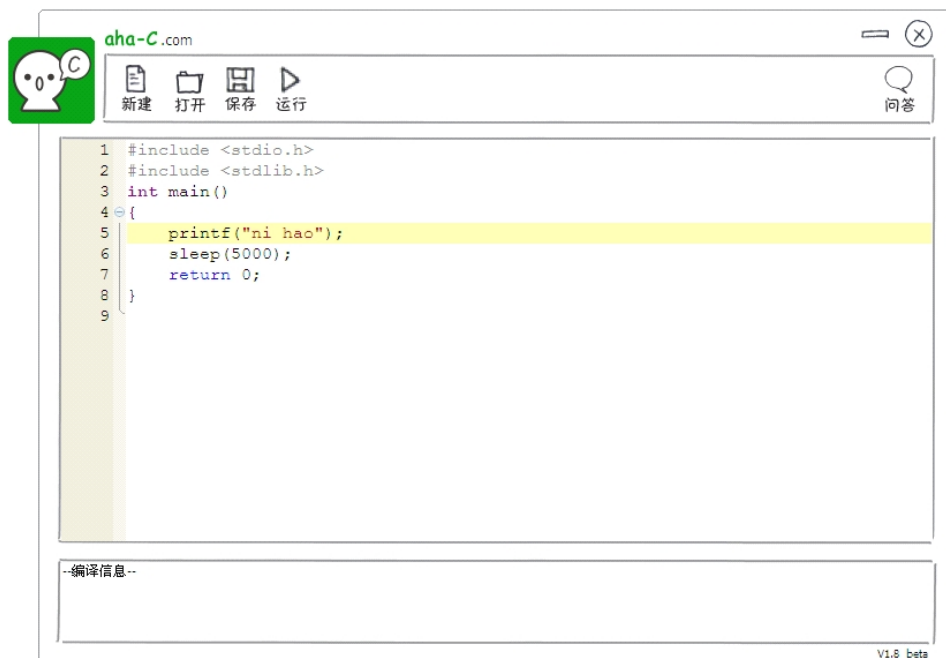 aha-C.com
C
新建 打开 保存 运行 问答
1 #include <stdio.h>
2 #include <stdlib.h>
3 int main()
4 {
5     printf("ni hao");
6     sleep(5000);
7     return 0;
8 }
9
--编译信息--
V1.8 beta